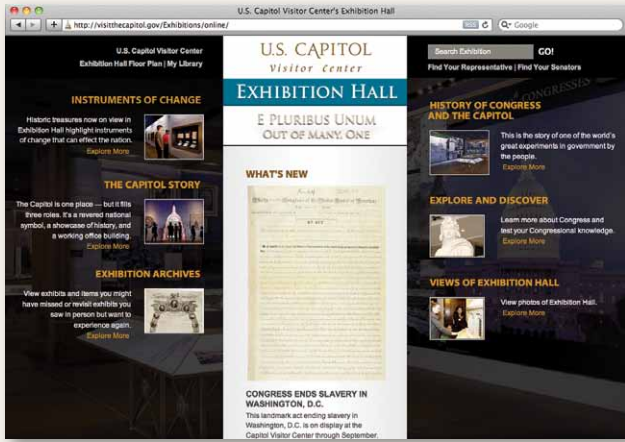 U.S. Capitol Visitor Center's Exhibition Hall
http://visitthecapitol.gov/Exhibitions/online/
RSS
Google
U.S. Capitol Visitor Center
Exhibition Hall Floor Plan | My Library
INSTRUMENTS OF CHANGE
Historic treasures now on view in
Exhibition Hall highlight instruments
of change that can effect the nation.
Explore More
THE CAPITOL STORY
The Capitol is one place — but it fills
three roles. It's a revered national
symbol, a showcase of history, and
a working office building.
Explore More
EXHIBITION ARCHIVES
View exhibits and items you might
have missed or revisit exhibits you
saw in person but want to
experience again.
Explore More
U.S. CAPITOL
Visitor Center
EXHIBITION HALL
E PLURIBUS UNUM
OUT OF MANY, ONE
WHAT'S NEW
CONGRESS ENDS SLAVERY IN
WASHINGTON, D.C.
This landmark act ending slavery in
Washington, D.C. is on display at the
Capitol Visitor Center through September.
Search Exhibition
GO!
Find Your Representative | Find Your Senators
HISTORY OF CONGRESS
AND THE CAPITOL
This is the story of one of the world's
great experiments in government by
the people.
Explore More
EXPLORE AND DISCOVER
Learn more about Congress and
test your Congressional knowledge.
Explore More
VIEWS OF EXHIBITION HALL
View photos of Exhibition Hall.
Explore More